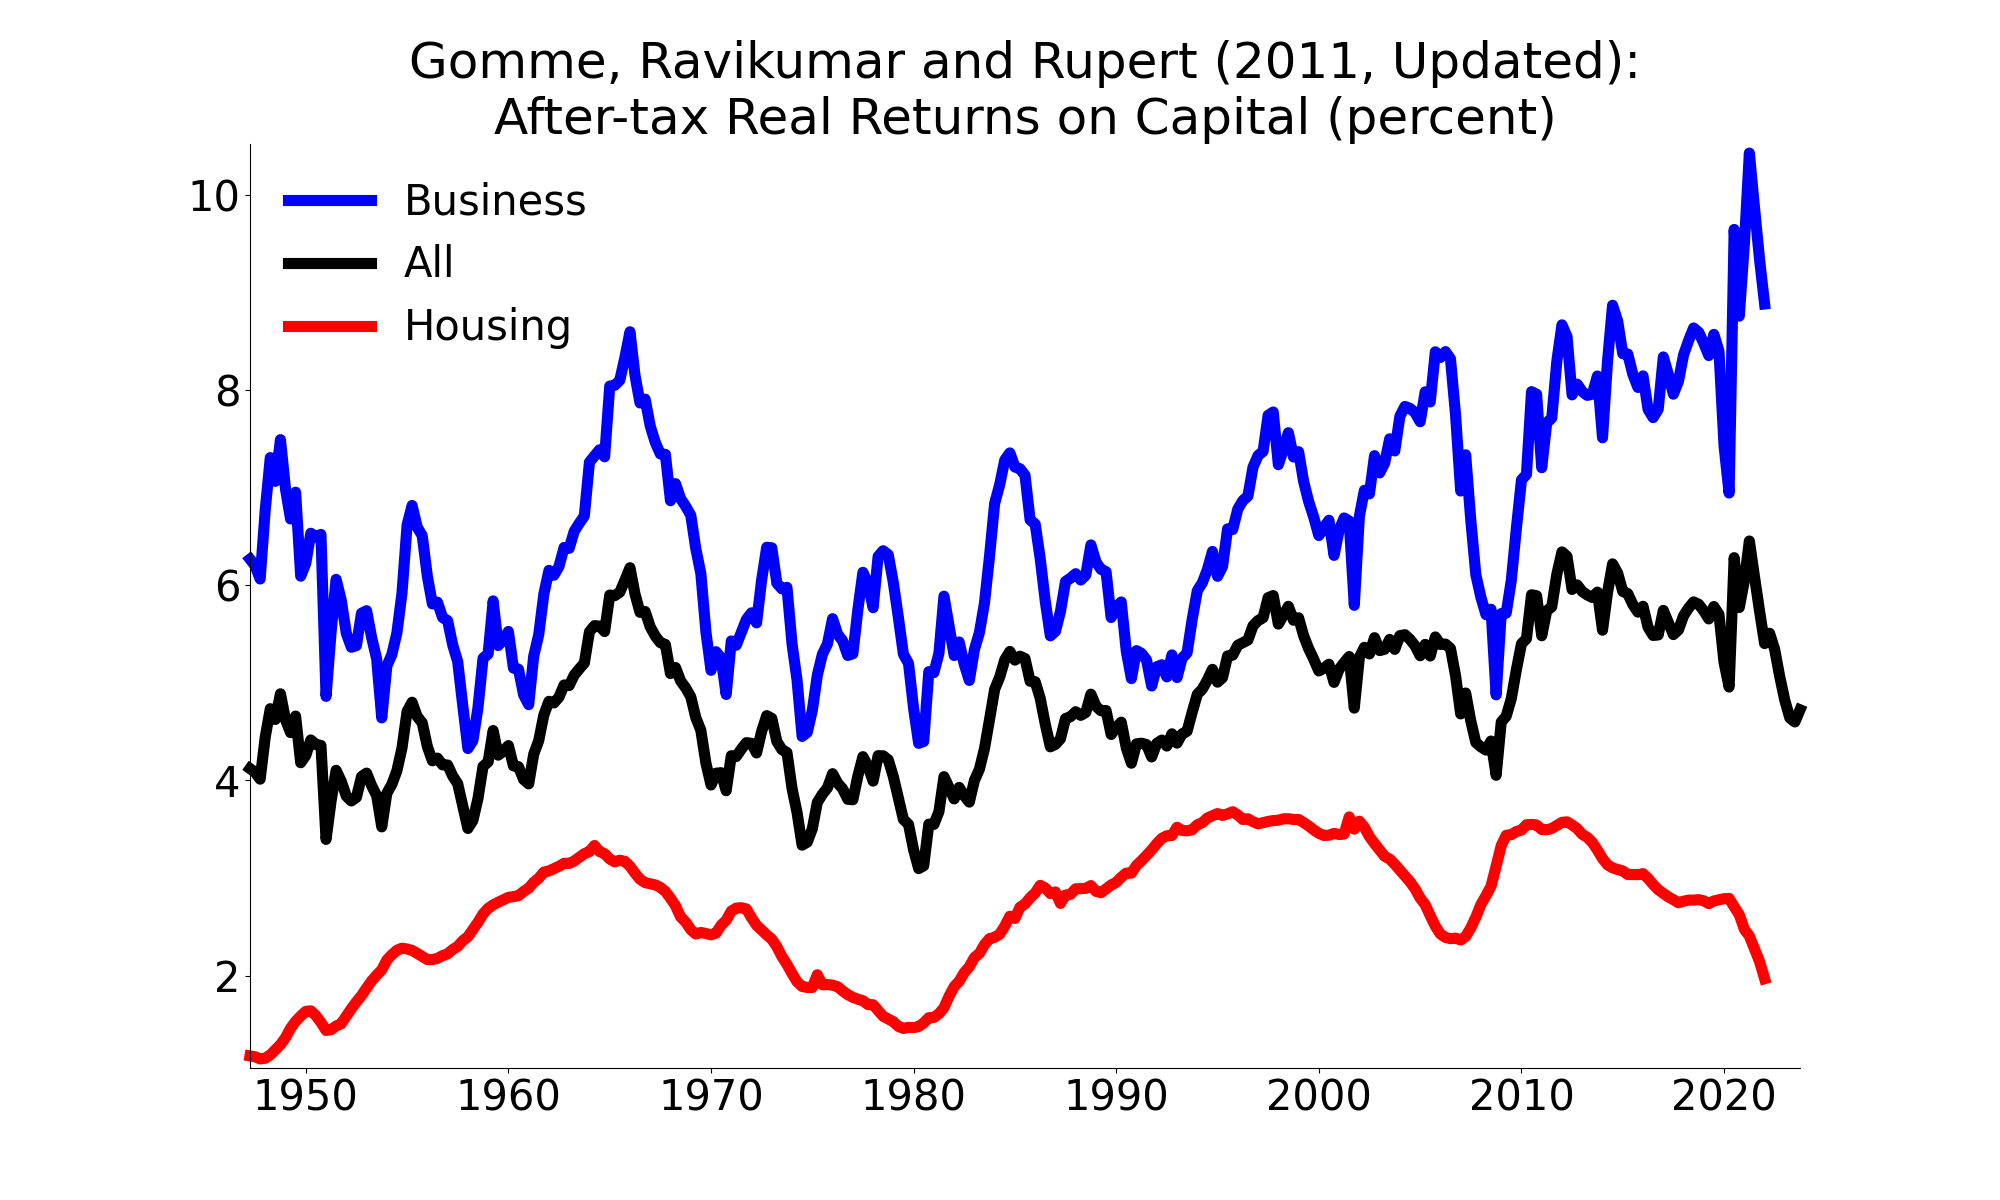 Gomme, Ravikumar and Rupert (2011, Updated):
After-tax Real Returns on Capital (percent)
Business
All
Housing
10
8
6
4
2
1950 1960 1970 1980 1990 2000 2010 2020